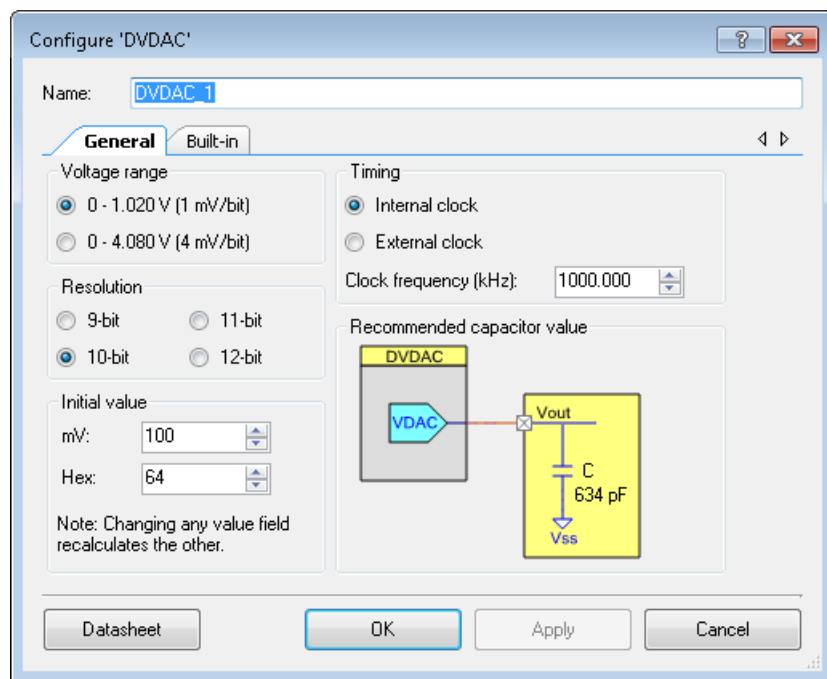 Configure 'DVDAC'
Name: DVDAC_1
General Built-in
Voltage range
0 - 1.020 V (1 mV/bit)
0 - 4.080 V (4 mV/bit)
Resolution
9-bit 11-bit
10-bit 12-bit
Initial value
mV: 100
Hex: 64
Note: Changing any value field
recalculates the other.
Timing
Internal clock
External clock
Clock frequency (kHz): 1000.000
Recommended capacitor value
DVDAC
VDAC
Vout
C
634 pF
Vss
Datasheet OK Apply Cancel